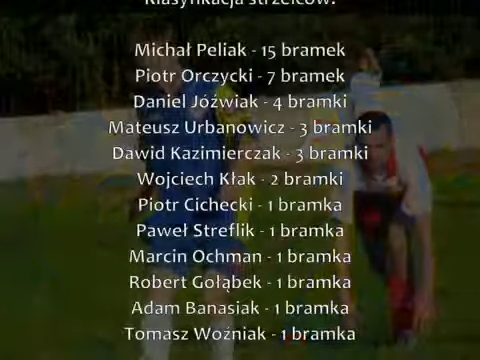 Klasyfikacja strzelców:
Michał Peliak - 15 bramek
Piotr Orczycki - 7 bramek
Daniel Jóźwiak - 4 bramki
Mateusz Urbanowicz - 3 bramki
Dawid Kazimierczak - 3 bramki
Wojciech Kłak - 2 bramki
Piotr Cichecki - 1 bramka
Paweł Streflik - 1 bramka
Marcin Ochman - 1 bramka
Robert Gołąbek - 1 bramka
Adam Banasiak - 1 bramka
Tomasz Woźniak - 1 bramka